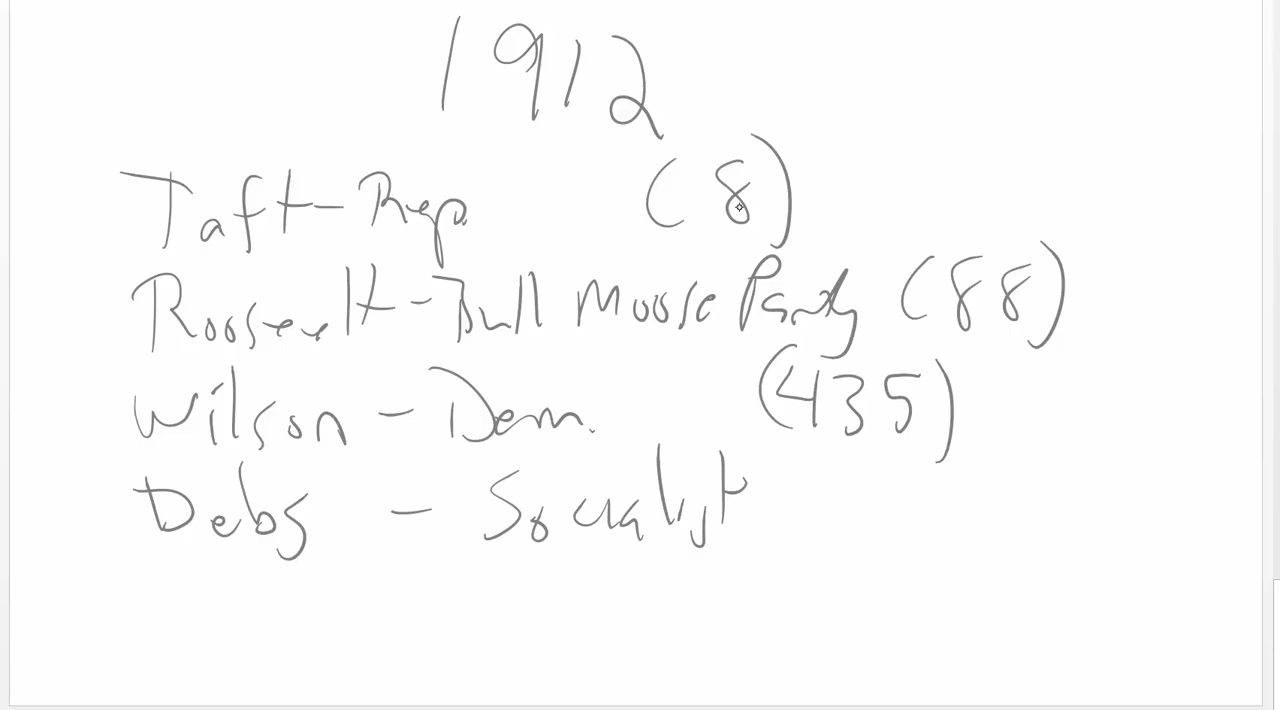 1912
Taft - Rep. (8)
Roosevelt - Bull Moose Party (88)
Wilson - Dem. (435)
Debs - Socialist